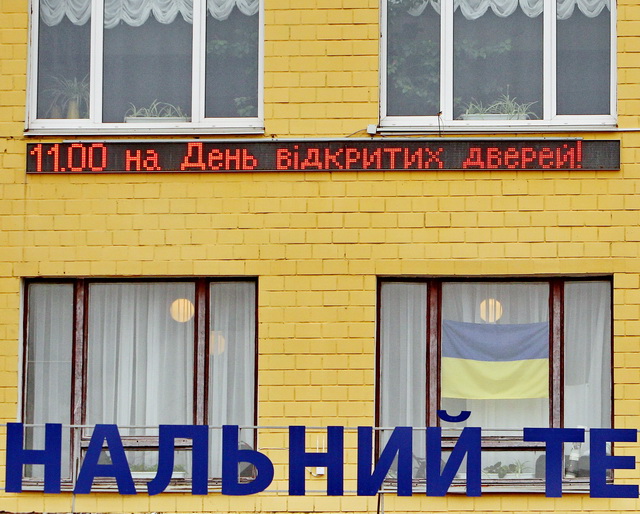 11.00 на День відкритих дверей!
НАЛЬНИЙ ТЕ